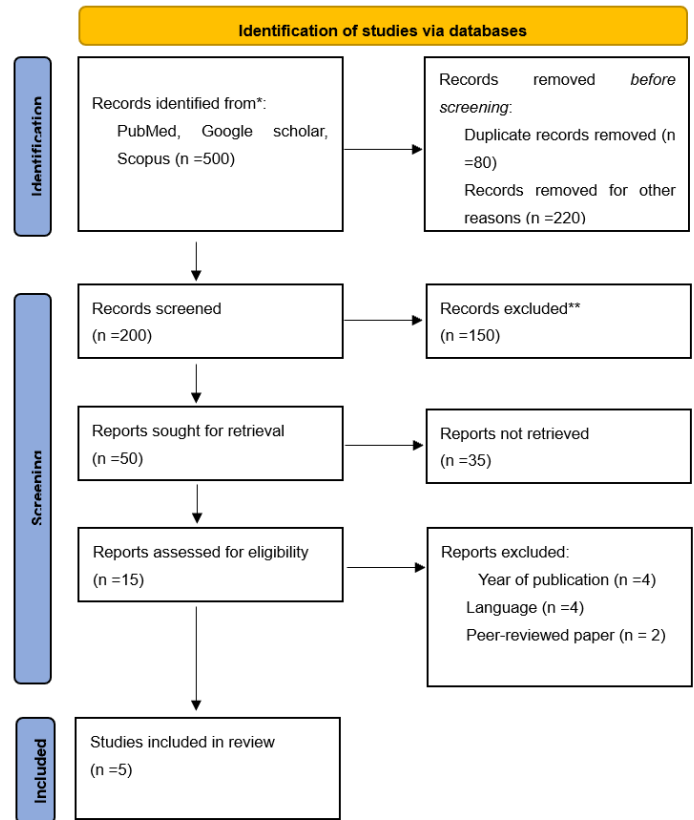 Identification of studies via databases
Identification
Records identified from*:
PubMed, Google scholar,
Scopus (n =500)
Records removed before
screening:
Duplicate records removed (n
=80)
Records removed for other
reasons (n =220)
Screening
Records screened
(n =200)
Records excluded**
(n =150)
Reports sought for retrieval
(n =50)
Reports not retrieved
(n =35)
Reports assessed for eligibility
(n =15)
Reports excluded:
Year of publication (n =4)
Language (n =4)
Peer-reviewed paper (n = 2)
Included
Studies included in review
(n =5)